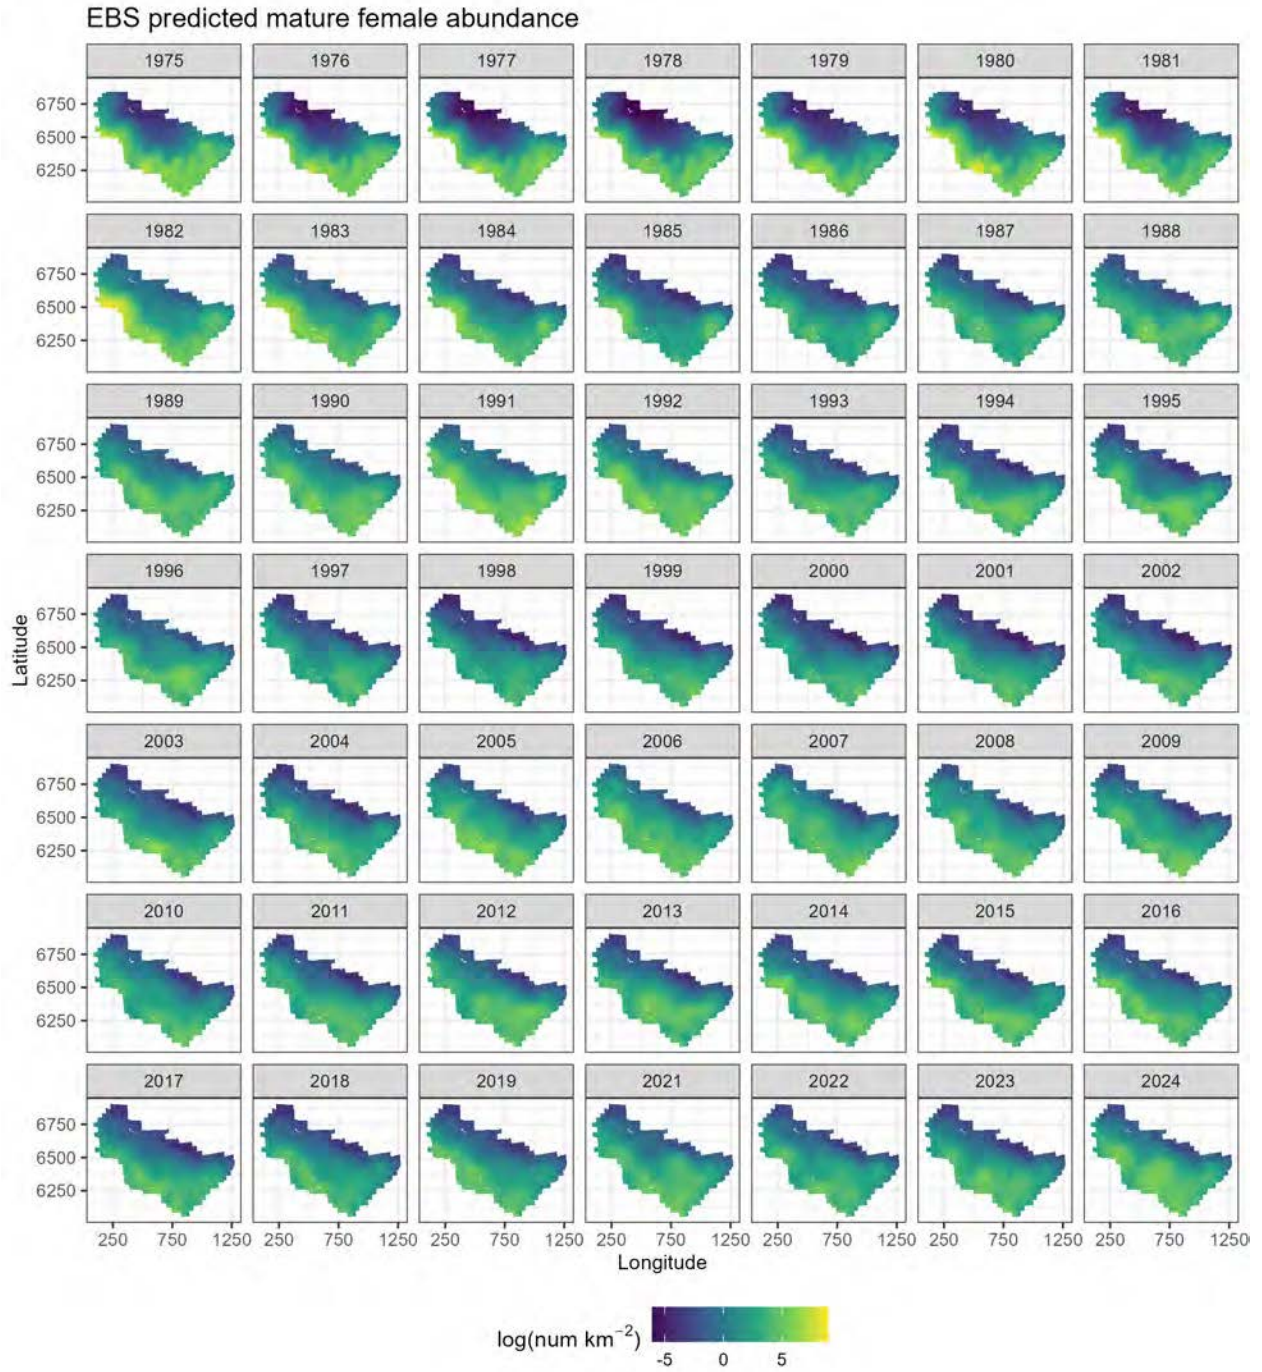 EBS predicted mature female abundance
1975 1976 1977 1978 1979 1980 1981
6750
6500
6250
1982 1983 1984 1985 1986 1987 1988
6750
6500
6250
1989 1990 1991 1992 1993 1994 1995
6750
6500
6250
1996 1997 1998 1999 2000 2001 2002
6750
6500
6250
Latitude
2003 2004 2005 2006 2007 2008 2009
6750
6500
6250
2010 2011 2012 2013 2014 2015 2016
6750
6500
6250
2017 2018 2019 2021 2022 2023 2024
6750
6500
6250
250 750 1250 250 750 1250 250 750 1250 250 750 1250 250 750 1250 250 750 1250 250 750 1250
Longitude
log(num km⁻²)
-5 0 5